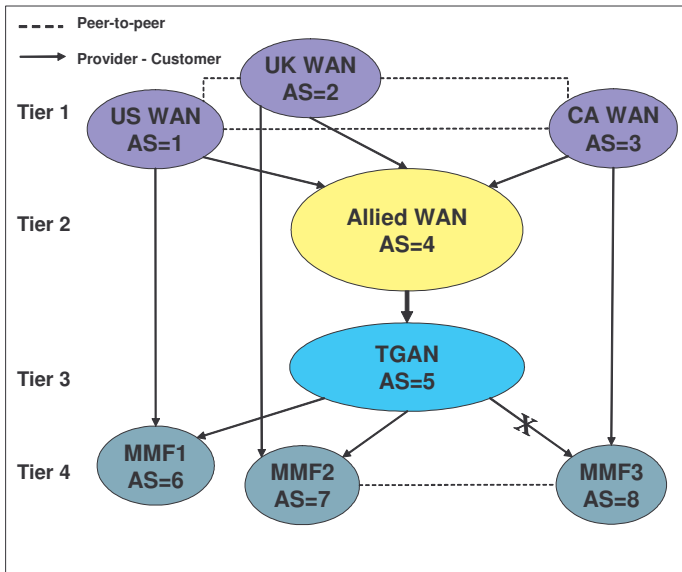 Peer-to-peer
Provider - Customer
Tier 1
UK WAN
AS=2
US WAN
AS=1
CA WAN
AS=3
Tier 2
Allied WAN
AS=4
Tier 3
TGAN
AS=5
X
Tier 4
MMF1
AS=6
MMF2
AS=7
MMF3
AS=8